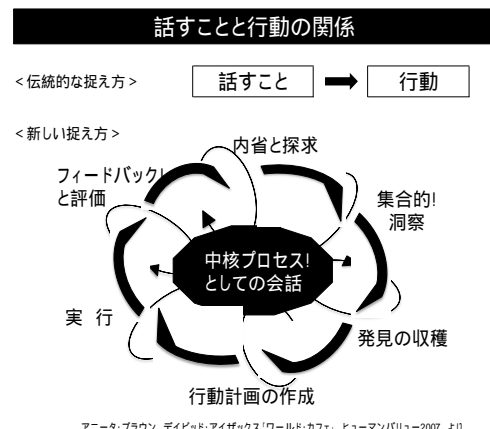 話すことと行動の関係
<伝統的な捉え方>
話すこと
行動
<新しい捉え方>
内省と探求
フィードバック!
と評価
集合的!
洞察
中核プロセス!
としての会話
実 行
発見の収穫
行動計画の作成
アニータ・ブラウン、デイビッド・アイザックス「ワールド・カフェ」、ヒューマンバリュー2007、より